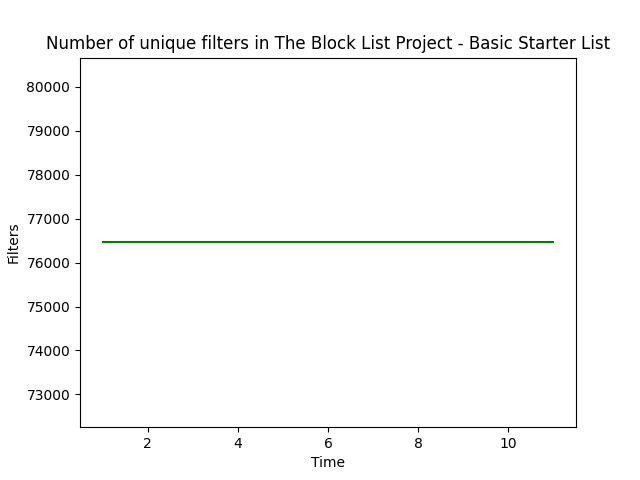 Number of unique filters in The Block List Project - Basic Starter List
80000
79000
78000
77000
76000
75000
74000
73000
Filters
2 4 6 8 10
Time